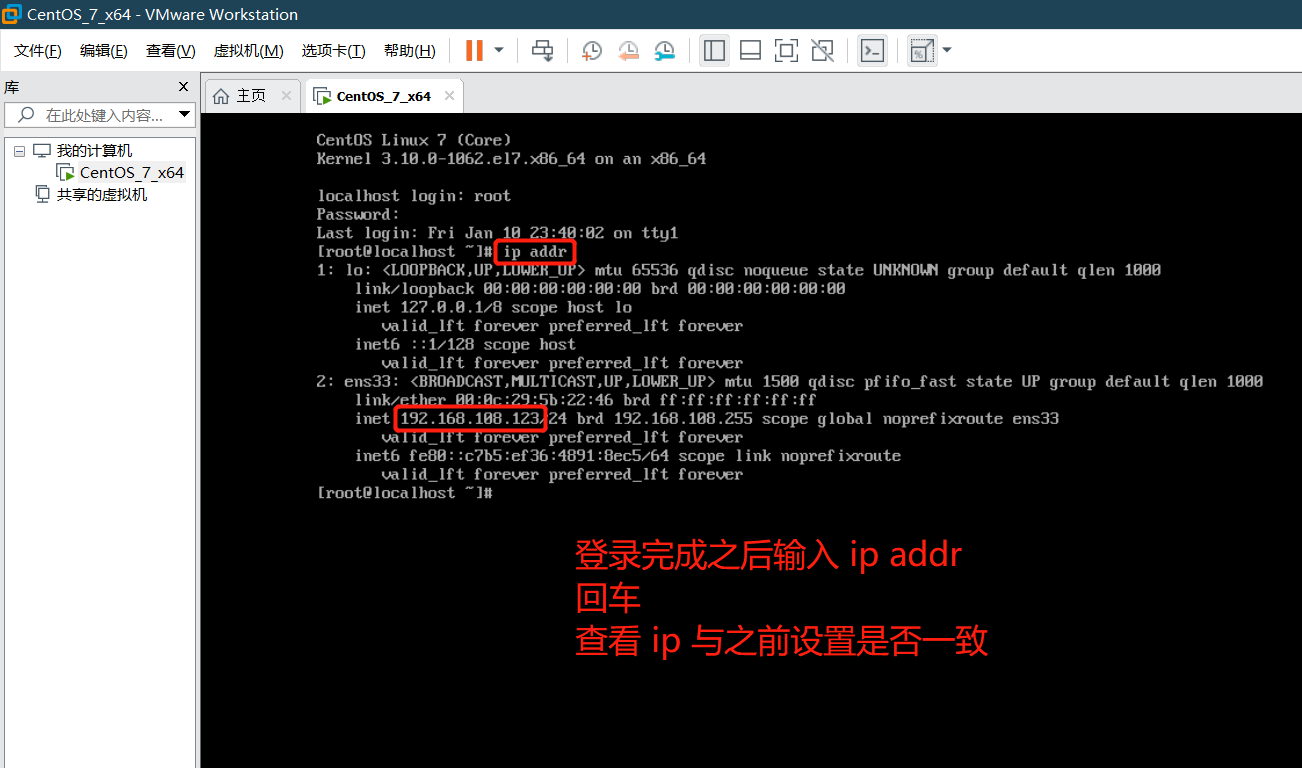 CentOS_7_x64 - VMware Workstation
文件(F) 编辑(E) 查看(V) 虚拟机(M) 选项卡(T) 帮助(H)
库
在此处键入内容...
我的计算机
CentOS_7_x64
共享的虚拟机
主页 CentOS_7_x64
CentOS Linux 7 (Core)
Kernel 3.10.0-1062.el7.x86_64 on an x86_64
localhost login: root
Password:
Last login: Fri Jan 10 23:40:02 on tty1
[root@localhost ~]# ip addr
1: lo: <LOOPBACK,UP,LOWER_UP> mtu 65536 qdisc noqueue state UNKNOWN group default qlen 1000
link/loopback 00:00:00:00:00:00 brd 00:00:00:00:00:00
inet 127.0.0.1/8 scope host lo
valid_lft forever preferred_lft forever
inet6 ::1/128 scope host
valid_lft forever preferred_lft forever
2: ens33: <BROADCAST,MULTICAST,UP,LOWER_UP> mtu 1500 qdisc pfifo_fast state UP group default qlen 1000
link/ether 00:0c:29:5b:22:46 brd ff:ff:ff:ff:ff:ff
inet 192.168.108.123/24 brd 192.168.108.255 scope global noprefixroute ens33
valid_lft forever preferred_lft forever
inet6 fe80::c7b5:ef36:4891:8ec5/64 scope link noprefixroute
valid_lft forever preferred_lft forever
[root@localhost ~]#
登录完成之后输入 ip addr
回车
查看 ip 与之前设置是否一致